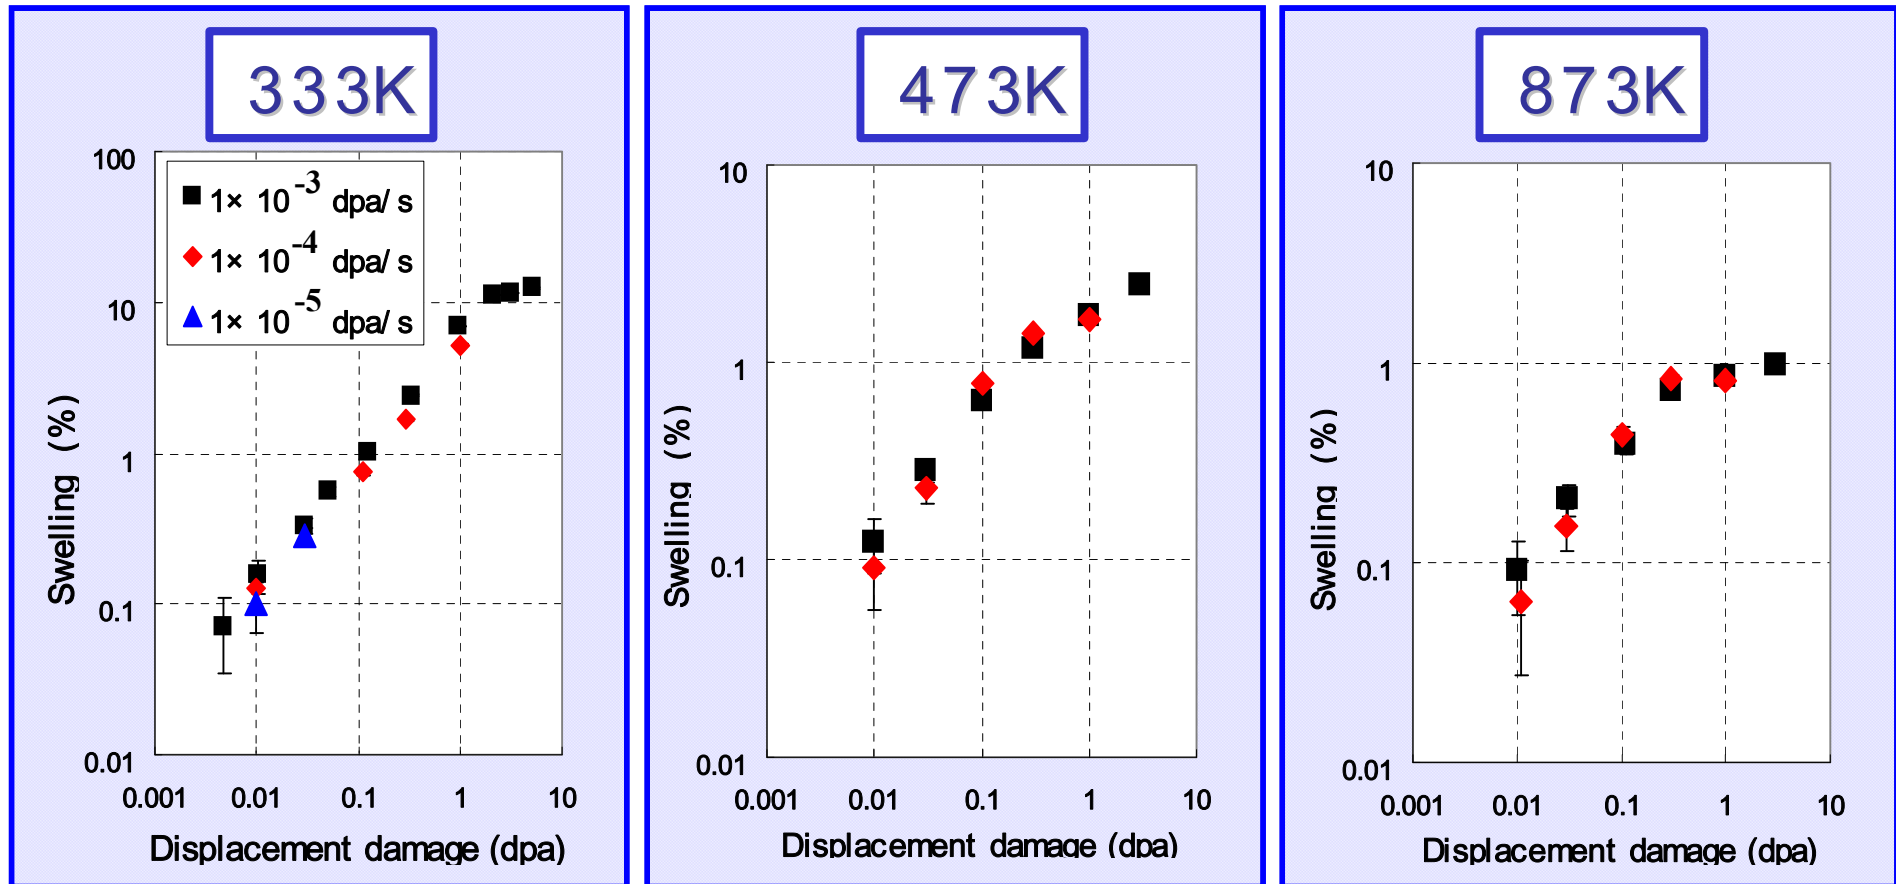 333K
100
10
1
0.1
0.01
1× 10-3 dpa/ s
1× 10-4 dpa/ s
1× 10-5 dpa/ s
Swelling (%)
0.001 0.01 0.1 1 10
Displacement damage (dpa)
473K
10
1
0.1
0.01
Swelling (%)
0.001 0.01 0.1 1 10
Displacement damage (dpa)
873K
10
1
0.1
0.01
Swelling (%)
0.001 0.01 0.1 1 10
Displacement damage (dpa)